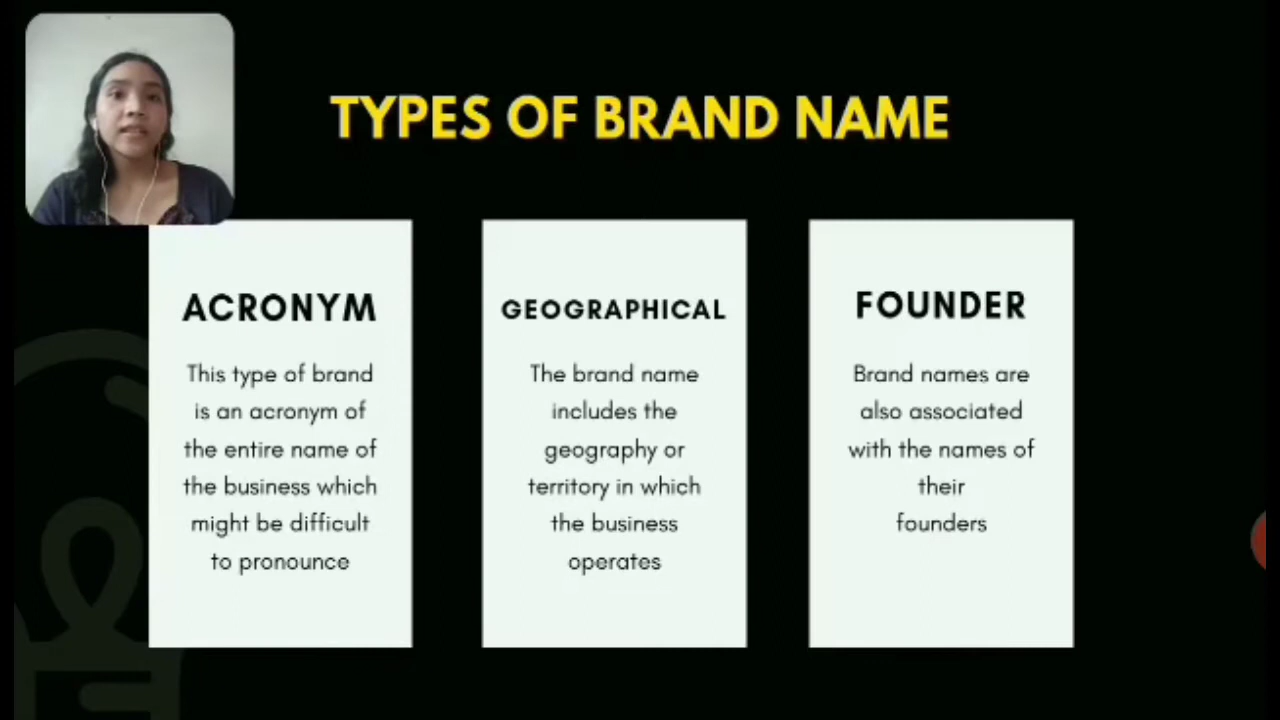 TYPES OF BRAND NAME
ACRONYM
This type of brand
is an acronym of
the entire name of
the business which
might be difficult
to pronounce
GEOGRAPHICAL
The brand name
includes the
geography or
territory in which
the business
operates
FOUNDER
Brand names are
also associated
with the names of
their
founders